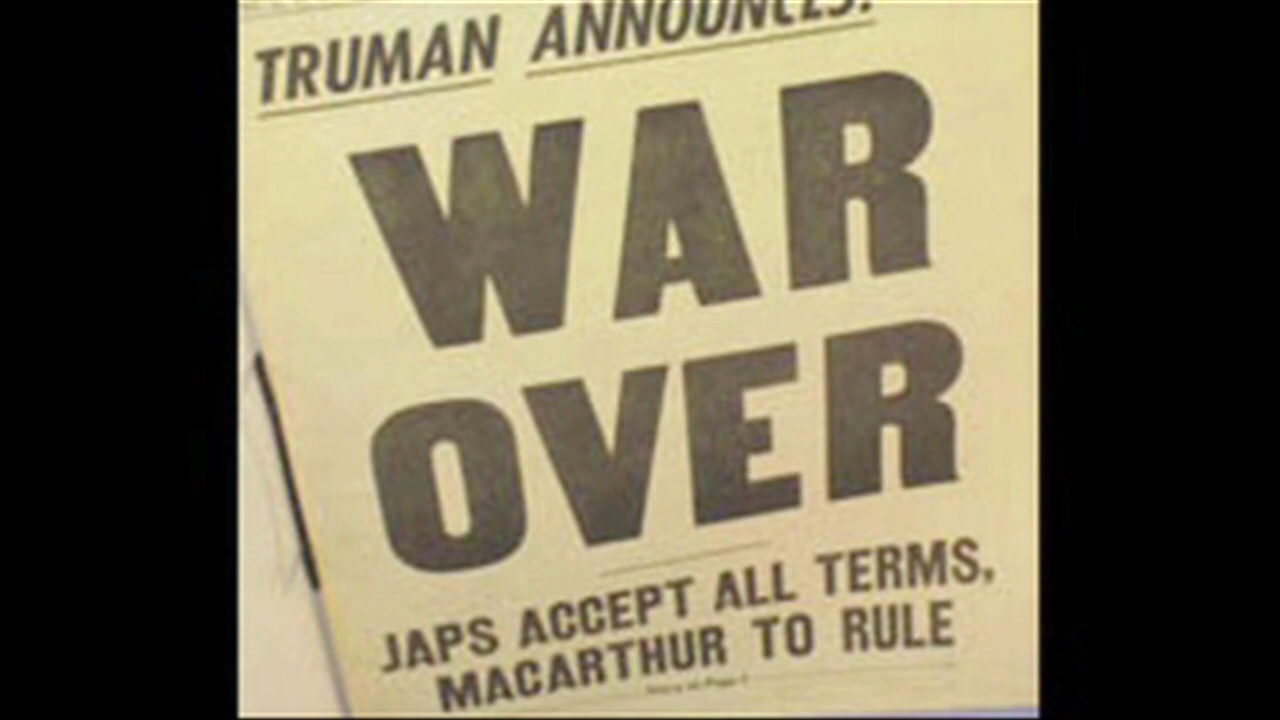 TRUMAN ANNOUNCES:
WAR
OVER
JAPS ACCEPT ALL TERMS,
MACARTHUR TO RULE